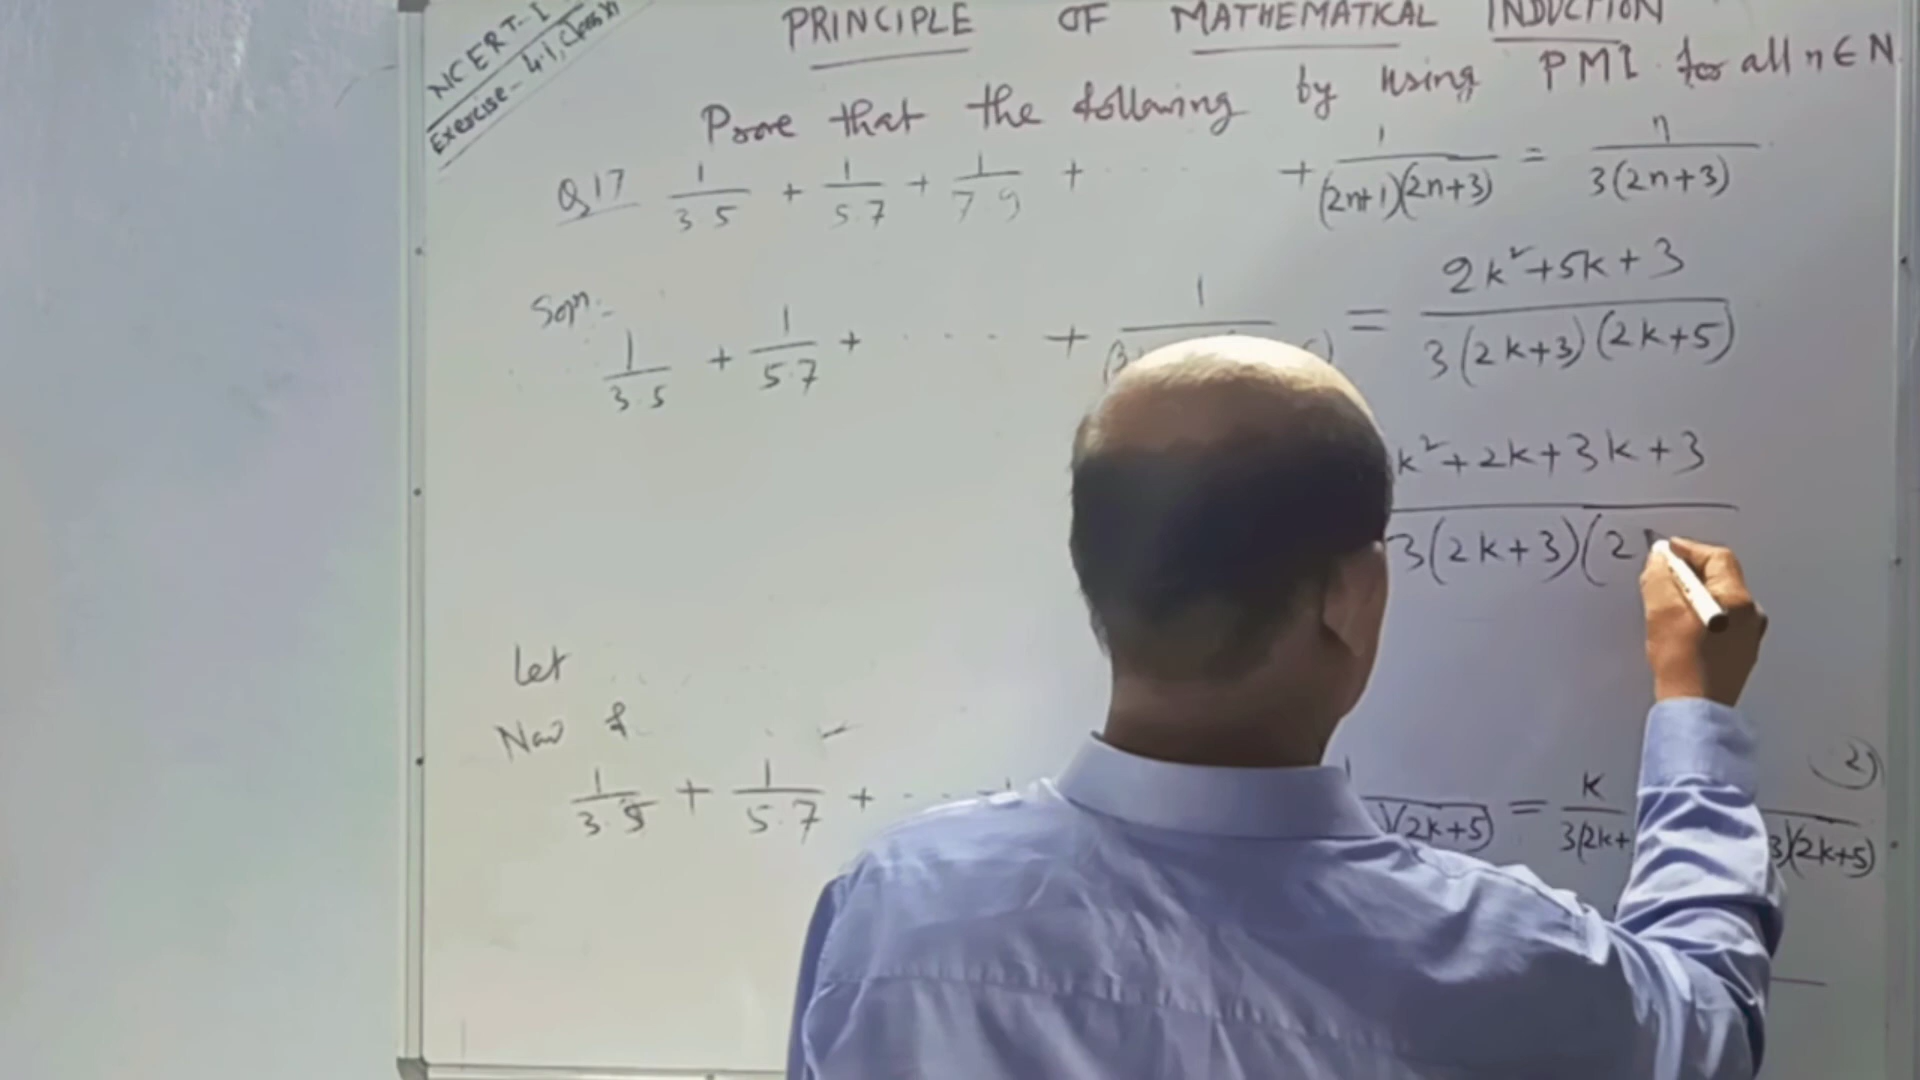 NCERT-I
Exercise-4.1, Class XI
PRINCIPLE OF MATHEMATICAL INDUCTION
Prove that the following by using PMI for all n ∈ N
Q17 1/3.5 + 1/5.7 + 1/7.9 + ...... + 1/(2n+1)(2n+3) = n/3(2n+3)
Soln- 
1/3.5 + 1/5.7 + .... + 1/ = 2k²+5k+3/3(2k+3)(2k+5)
k²+2k+3k+3/3(2k+3)(2
Let
Now
1/3.5 + 1/5.7 + ... 1/(2k+5) = k/3(2k+ 3)(2k+5)
2)